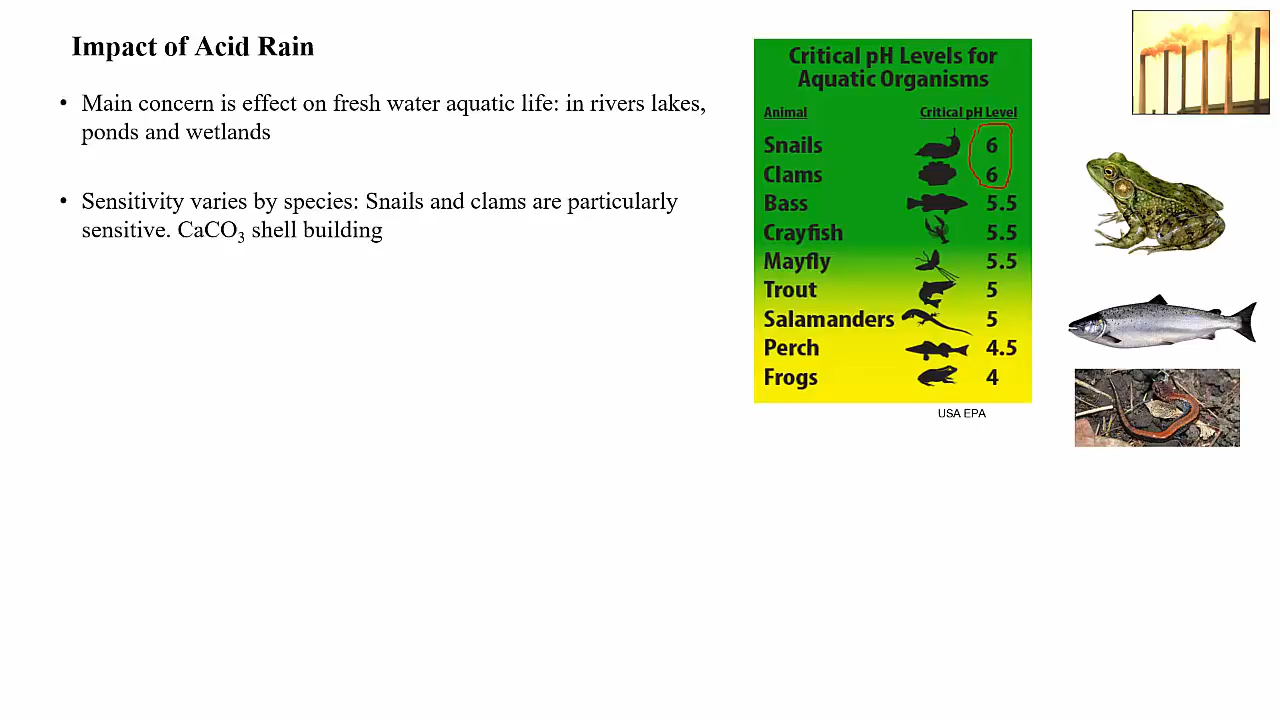 Impact of Acid Rain
• Main concern is effect on fresh water aquatic life: in rivers lakes,
ponds and wetlands
• Sensitivity varies by species: Snails and clams are particularly
sensitive. CaCO₃ shell building
Critical pH Levels for
Aquatic Organisms
Animal Critical pH Level
Snails 6
Clams 6
Bass 5.5
Crayfish 5.5
Mayfly 5.5
Trout 5
Salamanders 5
Perch 4.5
Frogs 4
USA EPA